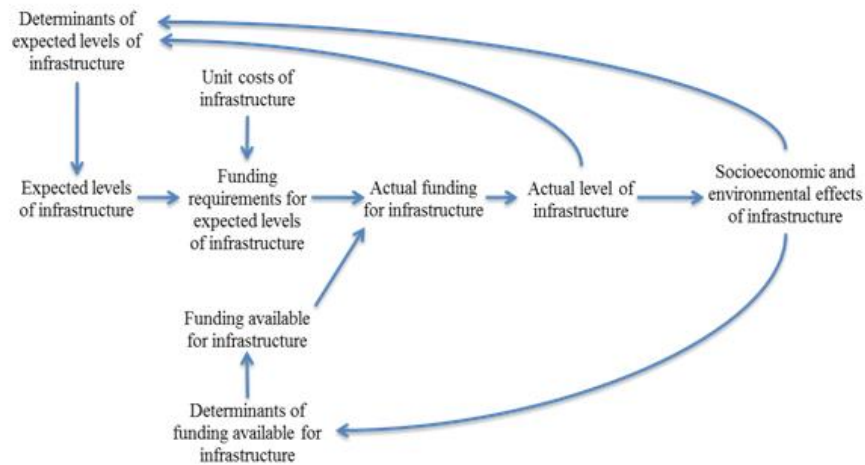 Determinants of
expected levels of
infrastructure
Unit costs of
infrastructure
Expected levels
of infrastructure
Funding
requirements for
expected levels
of infrastructure
Actual funding
for infrastructure
Actual level of
infrastructure
Socioeconomic and
environmental effects
of infrastructure
Funding available
for infrastructure
Determinants of
funding available for
infrastructure